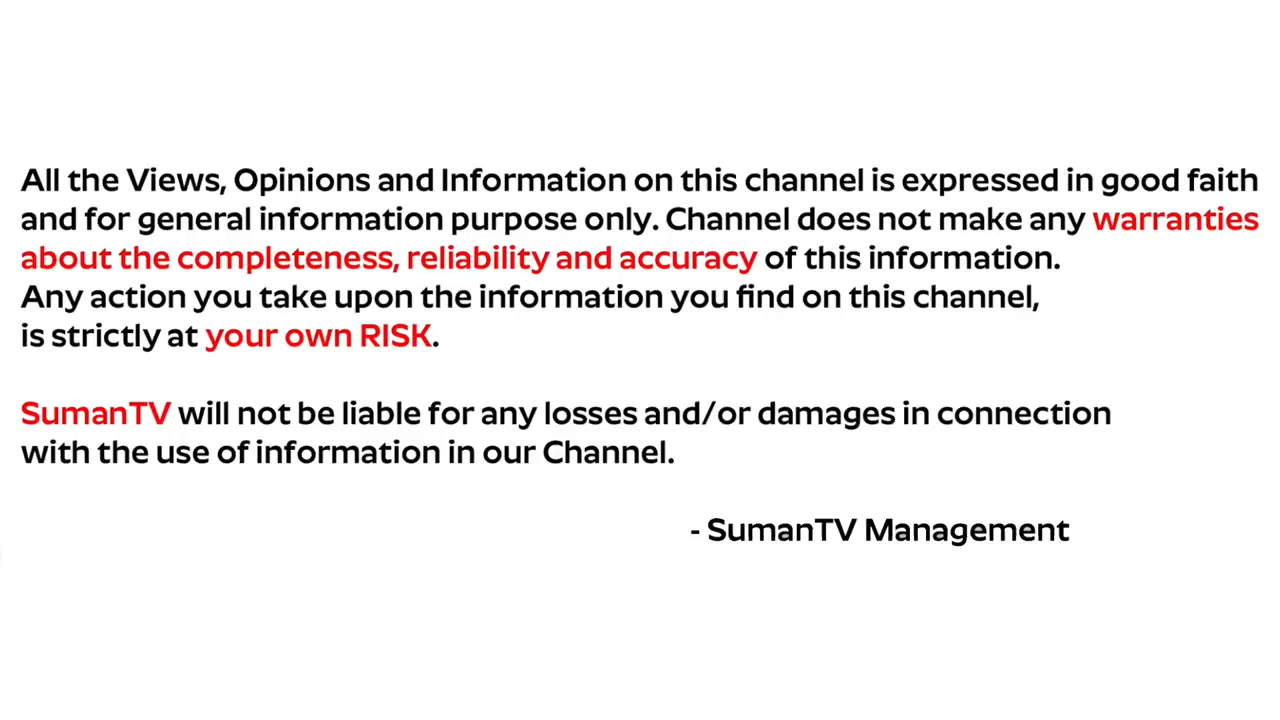 All the Views, Opinions and Information on this channel is expressed in good faith
and for general information purpose only. Channel does not make any warranties
about the completeness, reliability and accuracy of this information.
Any action you take upon the information you find on this channel,
is strictly at your own RISK.
SumanTV will not be liable for any losses and/or damages in connection
with the use of information in our Channel.
- SumanTV Management